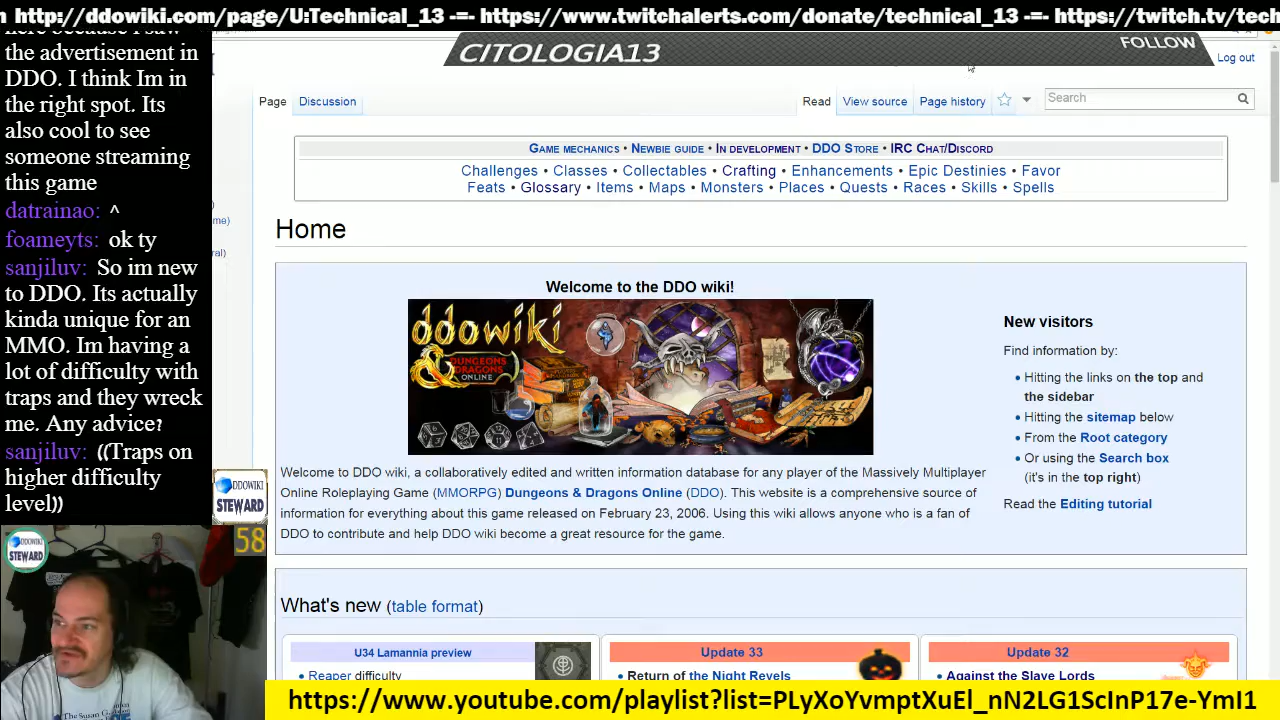 http://ddowiki.com/page/U:Technical_13 -=- https://www.twitchalerts.com/donate/technical_13 -=- https://twitch.tv/tech
here because I saw
the advertisement in
DDO. I think Im in
the right spot. Its
also cool to see
someone streaming
this game
datrainao: ^
foameyts: ok ty
sanjiluv: So im new
to DDO. Its actually
kinda unique for an
MMO. Im having a
lot of difficulty with
traps and they wreck
me. Any advice?
sanjiluv: ((Traps on
higher difficulty
level))
DDOWIKI
STEWARD
58
DDOWIKI
STEWARD
CITOLOGIA13
FOLLOW
Log out
Page Discussion
Read View source Page history
Search
GAME MECHANICS • NEWBIE GUIDE • IN DEVELOPMENT • DDO STORE • IRC CHAT/DISCORD
Challenges • Classes • Collectables • Crafting • Enhancements • Epic Destinies • Favor
Feats • Glossary • Items • Maps • Monsters • Places • Quests • Races • Skills • Spells
Home
Welcome to the DDO wiki!
ddowiki
DUNGEONS & DRAGONS
ONLINE
Welcome to DDO wiki, a collaboratively edited and written information database for any player of the Massively Multiplayer
Online Roleplaying Game (MMORPG) Dungeons & Dragons Online (DDO). This website is a comprehensive source of
information for everything about this game released on February 23, 2006. Using this wiki allows anyone who is a fan of
DDO to contribute and help DDO wiki become a great resource for the game.
New visitors
Find information by:
• Hitting the links on the top and
the sidebar
• Hitting the sitemap below
• From the Root category
• Or using the Search box
(it's in the top right)
Read the Editing tutorial
What's new (table format)
U34 Lamannia preview
• Reaper difficulty
Update 33
• Return of the Night Revels
Update 32
• Against the Slave Lords
https://www.youtube.com/playlist?list=PLyXoYvmptXuEl_nN2LG1ScInP17e-YmI1